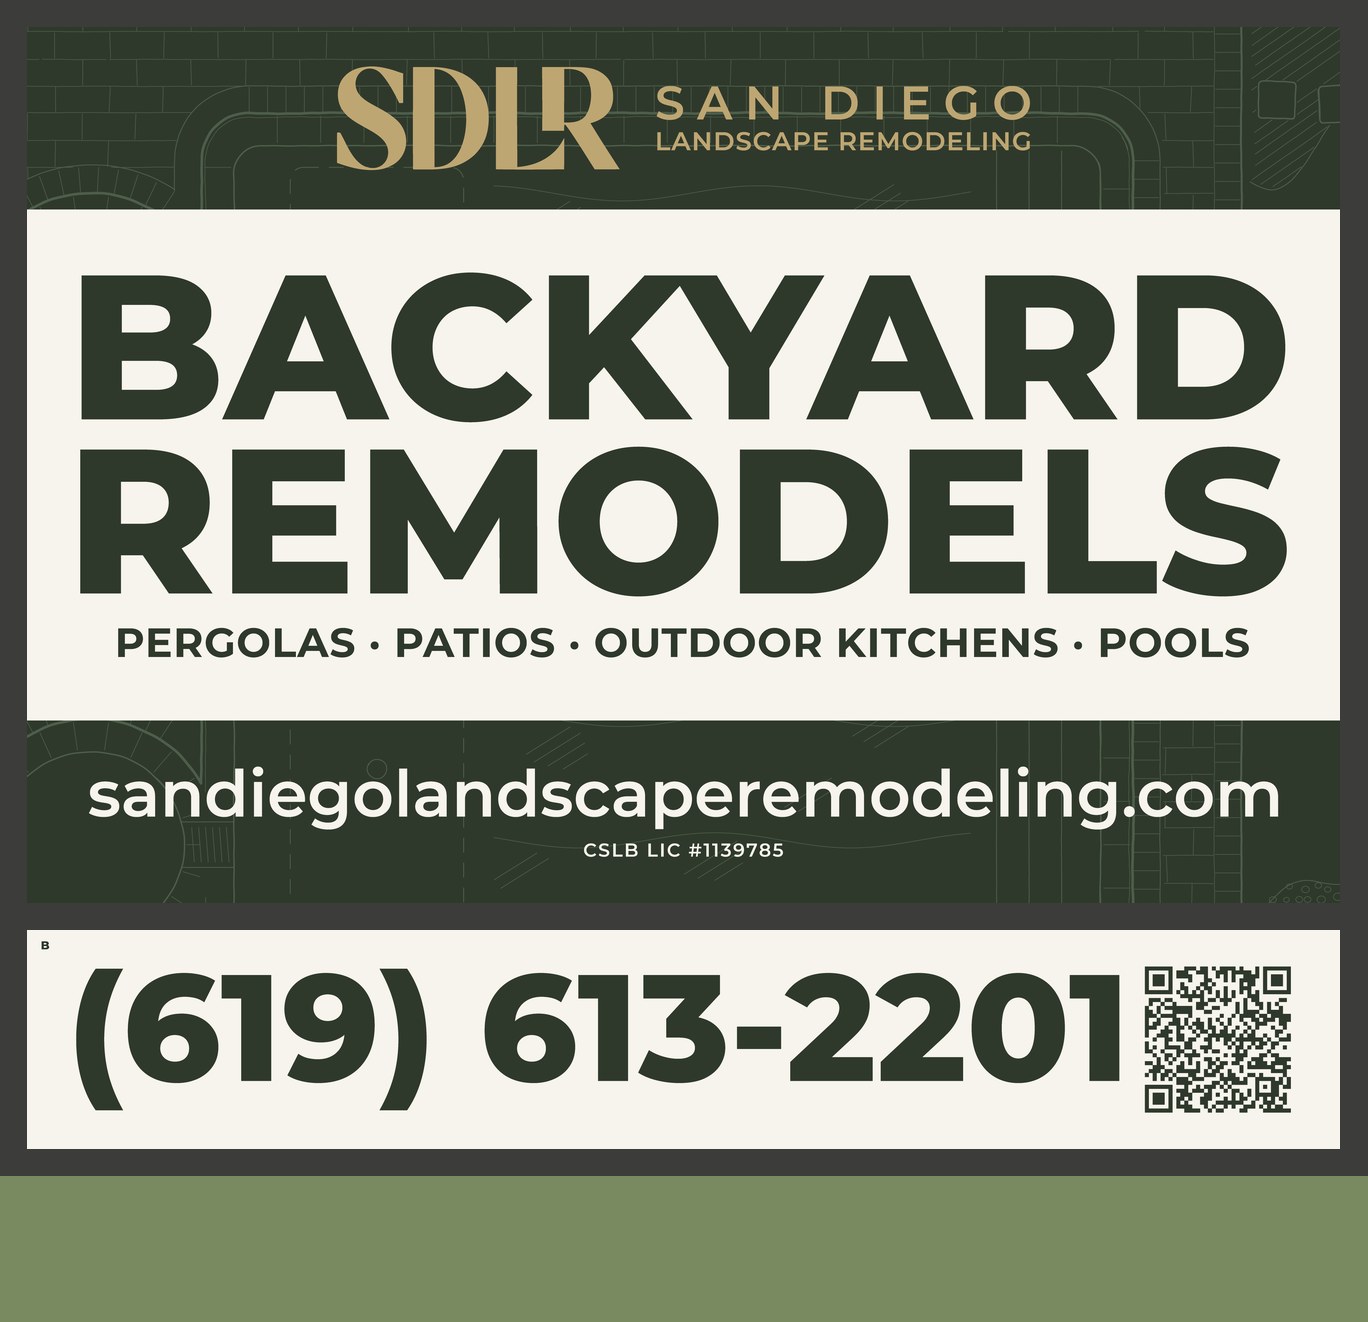 SDLR
SAN DIEGO
LANDSCAPE REMODELING
BACKYARD
REMODELS
PERGOLAS · PATIOS · OUTDOOR KITCHENS · POOLS
sandiegolandscaperemodeling.com
CSLB LIC #1139785
B
(619) 613-2201